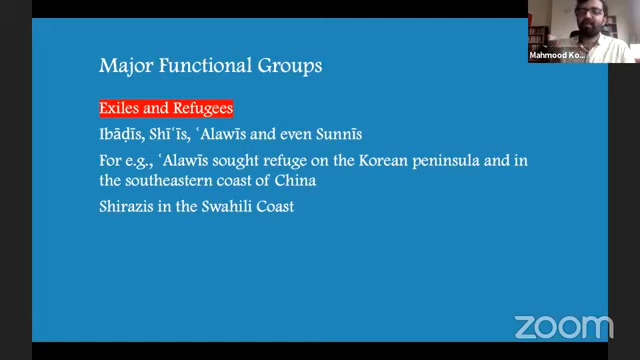 Major Functional Groups
Exiles and Refugees
Ibāḍīs, Shīʿīs, ʿAlawīs and even Sunnīs
For e.g., ʿAlawīs sought refuge on the Korean peninsula and in
the southeastern coast of China
Shirazis in the Swahili Coast
Mahmood Ko...
zoom